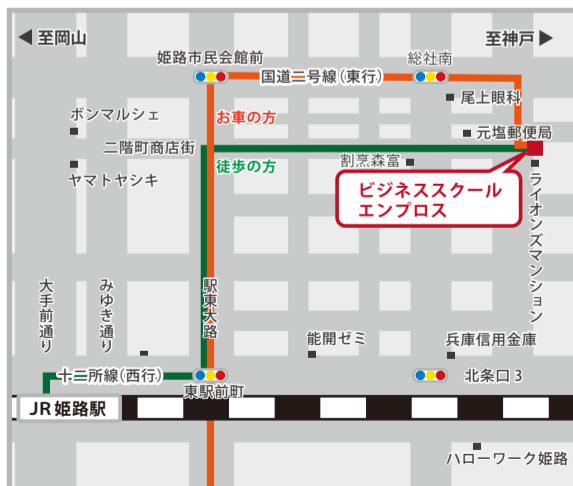 ◀至岡山
至神戸▶
姫路市民会館前
総社南
国道二号線(東行)
尾上眼科
ボンマルシェ
お車の方
元塩郵便局
二階町商店街
徒歩の方
割烹森富
ヤマトヤシキ
ビジネススクール
エンプロス
ライオンズマンション
大手前通り
みゆき通り
駅東大路
能開ゼミ
兵庫信用金庫
十二所線(西行)
北条口3
東駅前町
JR姫路駅
ハローワーク姫路